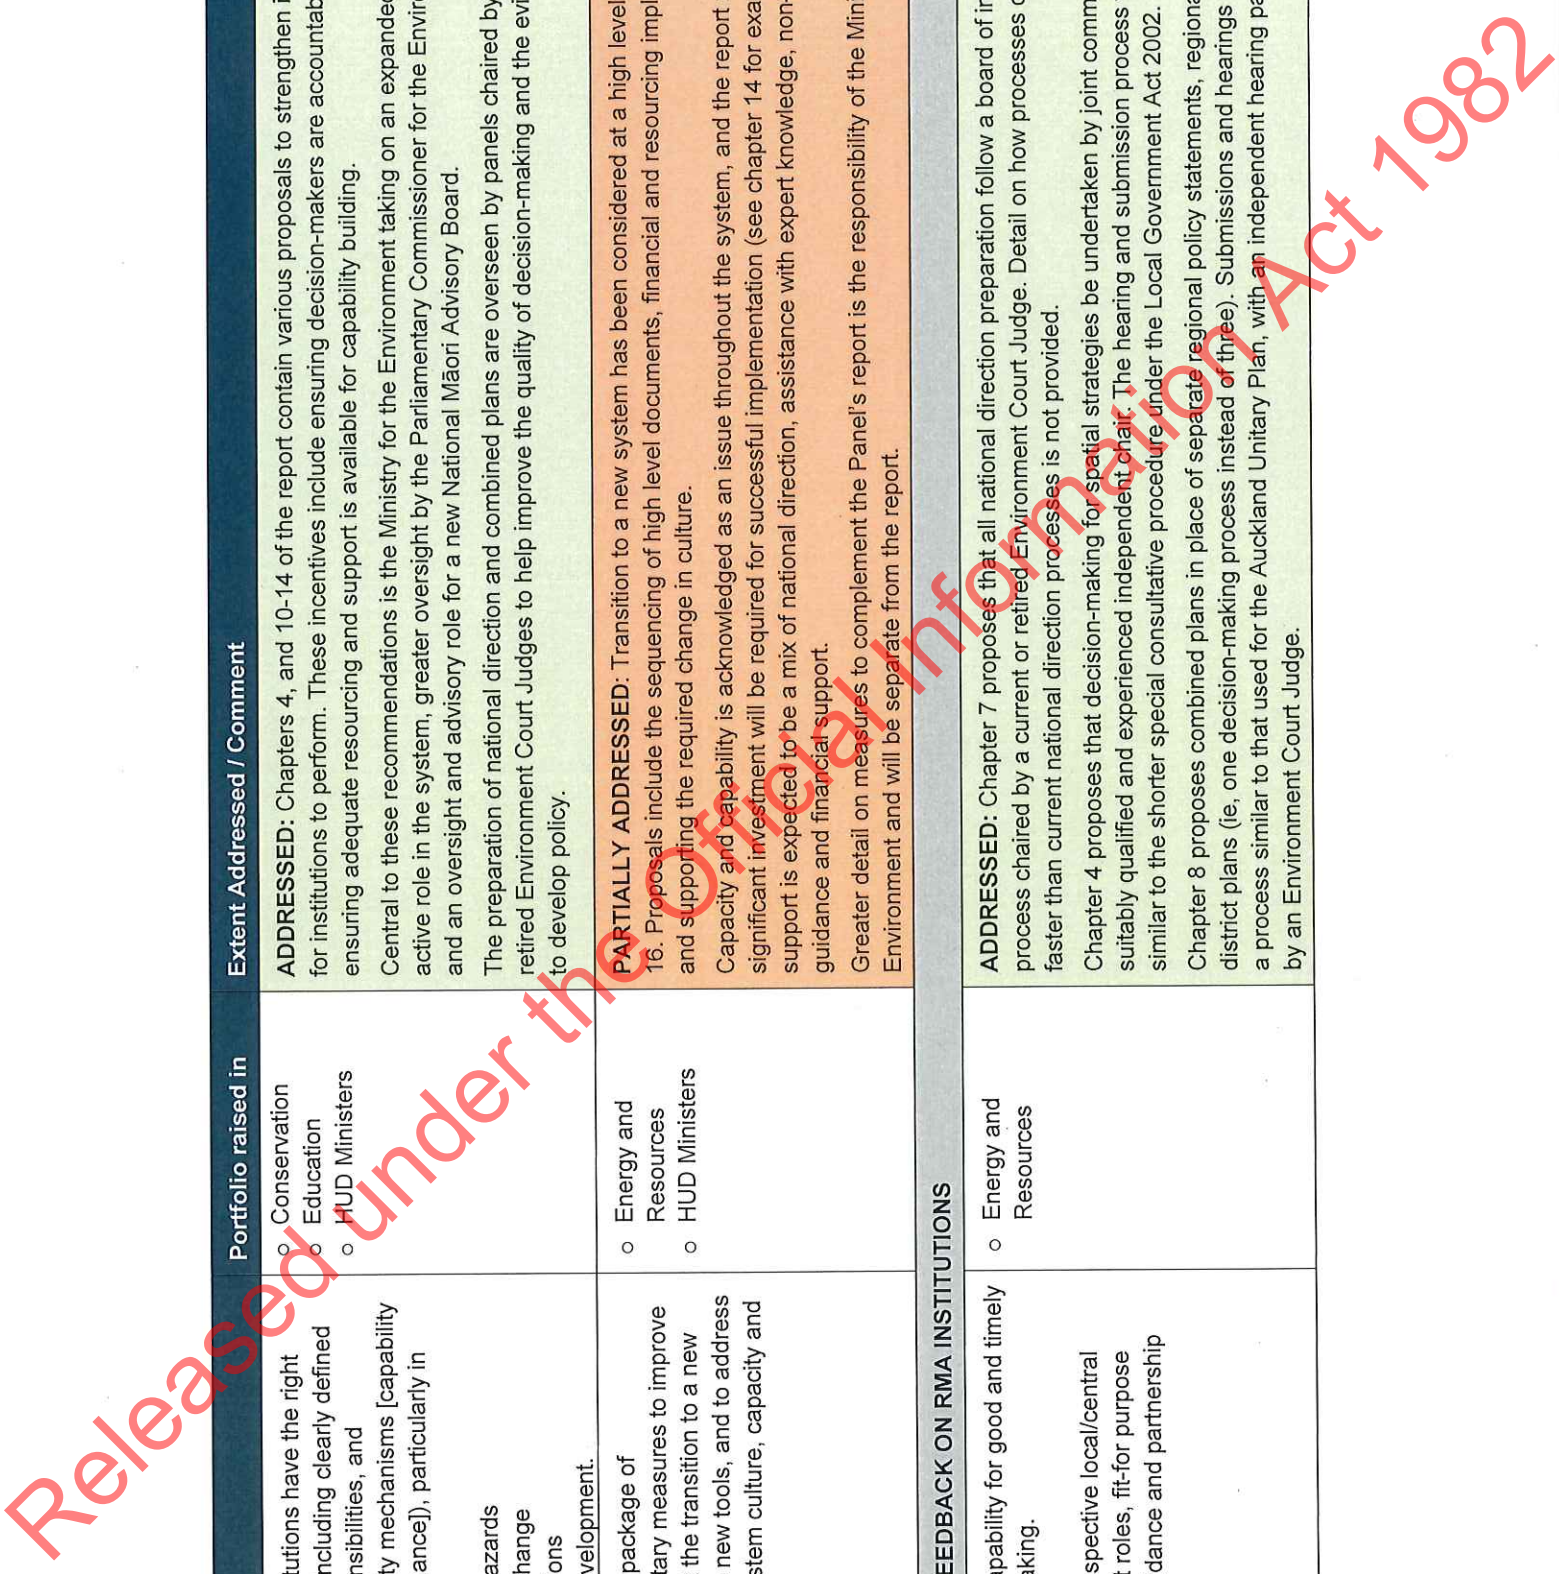 Portfolio raised in
Extent Addressed / Comment
tutions have the right
ncluding clearly defined
nsibilities, and
ty mechanisms [capability
ance]), particularly in
azards
hange
ons
velopment.
○ Conservation
○ Education
○ HUD Ministers
ADDRESSED: Chapters 4, and 10-14 of the report contain various proposals to strengthen i
for institutions to perform. These incentives include ensuring decision-makers are accountab
ensuring adequate resourcing and support is available for capability building.
Central to these recommendations is the Ministry for the Environment taking on an expanded
active role in the system, greater oversight by the Parliamentary Commissioner for the Envir
and an oversight and advisory role for a new National Māori Advisory Board.
The preparation of national direction and combined plans are overseen by panels chaired by
retired Environment Court Judges to help improve the quality of decision-making and the evi
to develop policy.
package of
tary measures to improve
the transition to a new
new tools, and to address
stem culture, capacity and
○ Energy and
Resources
○ HUD Ministers
PARTIALLY ADDRESSED: Transition to a new system has been considered at a high level
16. Proposals include the sequencing of high level documents, financial and resourcing impl
and supporting the required change in culture.
Capacity and capability is acknowledged as an issue throughout the system, and the report
significant investment will be required for successful implementation (see chapter 14 for exa
support is expected to be a mix of national direction, assistance with expert knowledge, non-
guidance and financial support.
Greater detail on measures to complement the Panel's report is the responsibility of the Mini
Environment and will be separate from the report.
EEDBACK ON RMA INSTITUTIONS
pability for good and timely
aking.
spective local/central
t roles, fit-for purpose
dance and partnership
○ Energy and
Resources
ADDRESSED: Chapter 7 proposes that all national direction preparation follow a board of in
process chaired by a current or retired Environment Court Judge. Detail on how processes c
faster than current national direction processes is not provided.
Chapter 4 proposes that decision-making for spatial strategies be undertaken by joint comm
suitably qualified and experienced independent chair. The hearing and submission process
similar to the shorter special consultative procedure under the Local Government Act 2002.
Chapter 8 proposes combined plans in place of separate regional policy statements, regiona
district plans (ie, one decision-making process instead of three). Submissions and hearings
a process similar to that used for the Auckland Unitary Plan, with an independent hearing pa
by an Environment Court Judge.
Released under the Official Information Act 1982